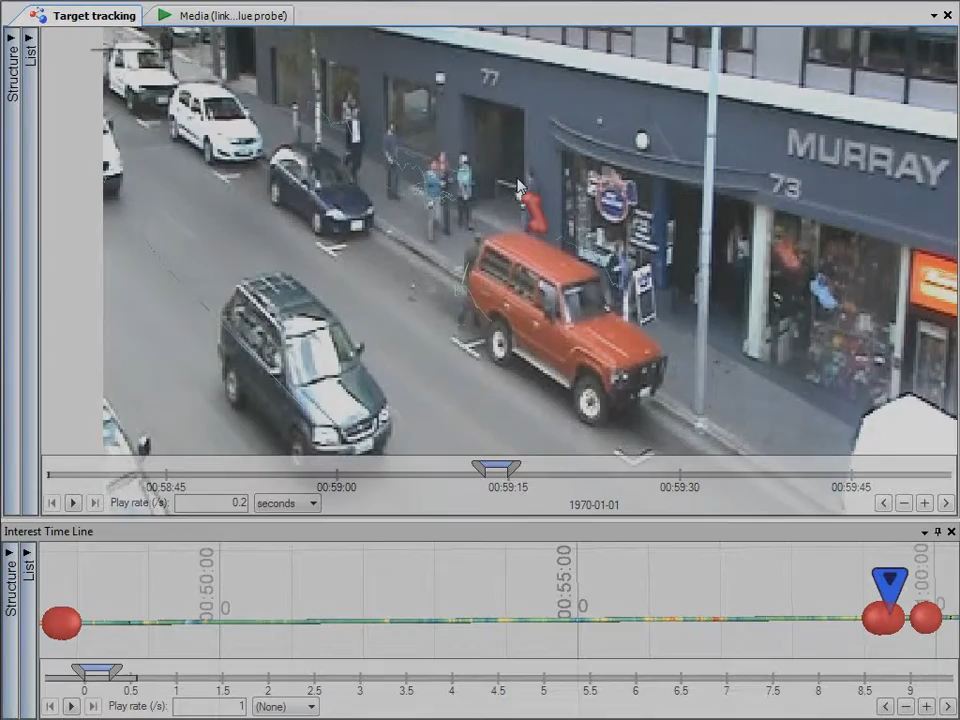 Target tracking
Media (link...lue probe)
Structure
List
77
MURRAY
73
00:58:45
00:59:00
00:59:15
00:59:30
00:59:45
Play rate (/s):
0.2
seconds
1970-01-01
Interest Time Line
Structure
List
00:50:00
0
00:55:00
0
0
0 0.5 1 1.5 2 2.5 3 3.5 4 4.5 5 5.5 6 6.5 7 7.5 8 8.5 9
Play rate (/s):
1
(None)